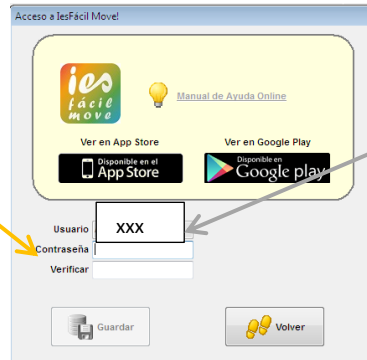 Acceso a IesFácil Move!
ies
fácil
move
Manual de Ayuda Online
Ver en App Store
Ver en Google Play
Disponible en el
App Store
Disponible en
Google play
Usuario
XXX
Contraseña
Verificar
Guardar
Volver